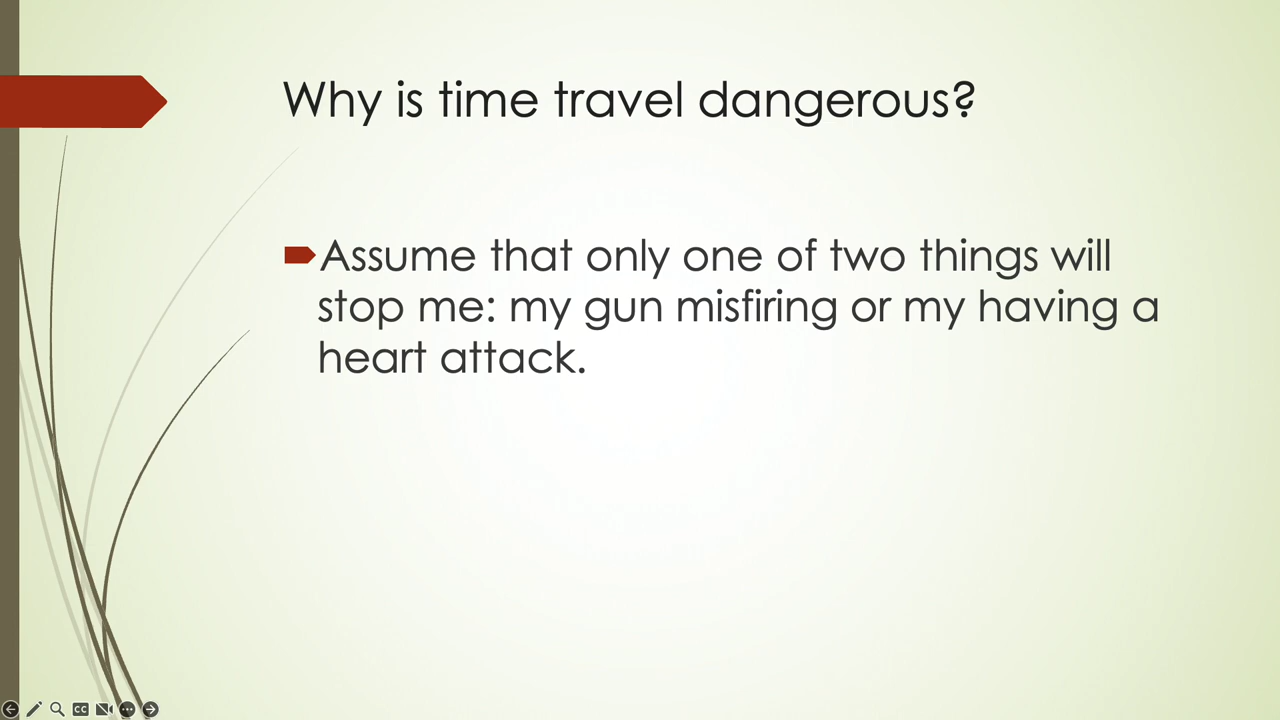 Why is time travel dangerous?
Assume that only one of two things will
stop me: my gun misfiring or my having a
heart attack.
CC